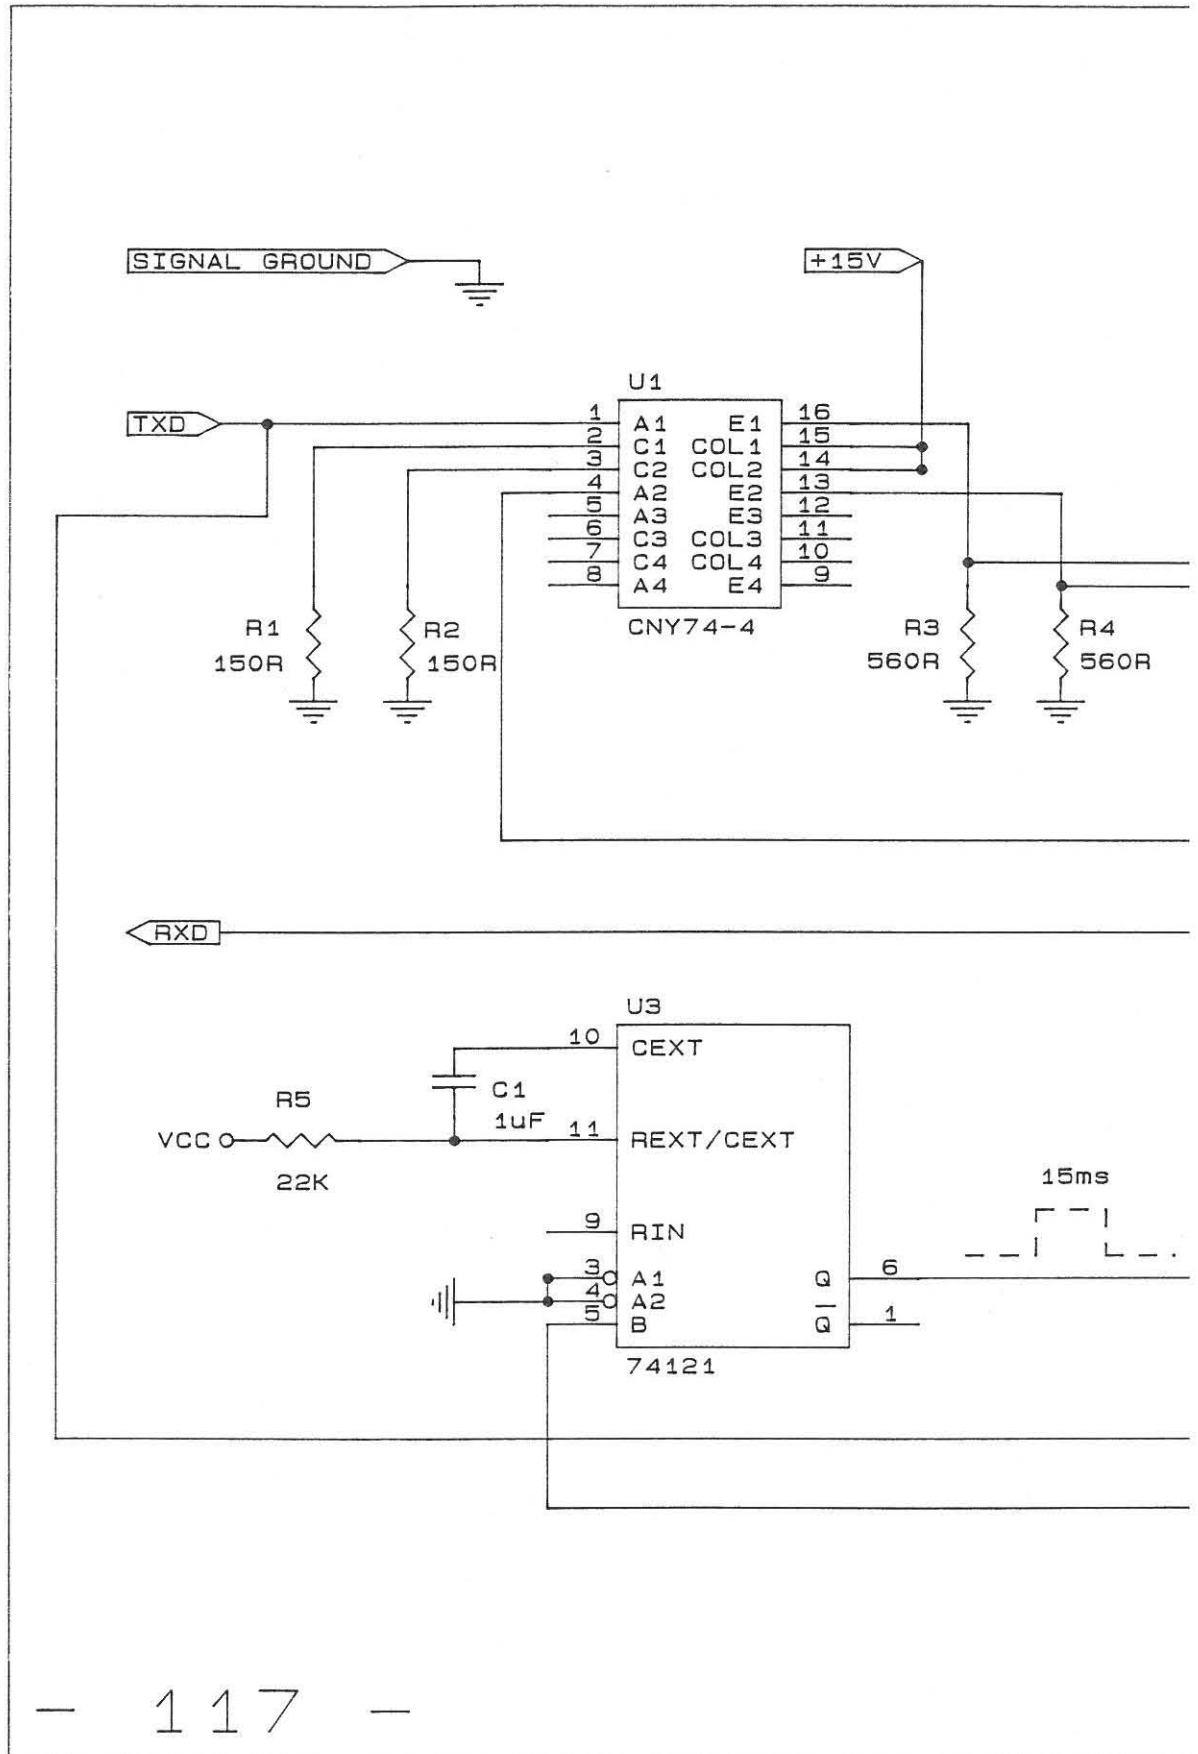 SIGNAL GROUND
+15V
U1
TXD
1 A1 E1 16
2 C1 COL1 15
3 C2 COL2 14
4 A2 E2 13
5 A3 E3 12
6 C3 COL3 11
7 C4 COL4 10
8 A4 E4 9
CNY74-4
R1
150R
R2
150R
R3
560R
R4
560R
RXD
U3
10 CEXT
C1
1uF
R5
VCC
22K
11 REXT/CEXT
15ms
9 RIN
3 A1 Q 6
4 A2
5 B Q 1
74121
- 117 -